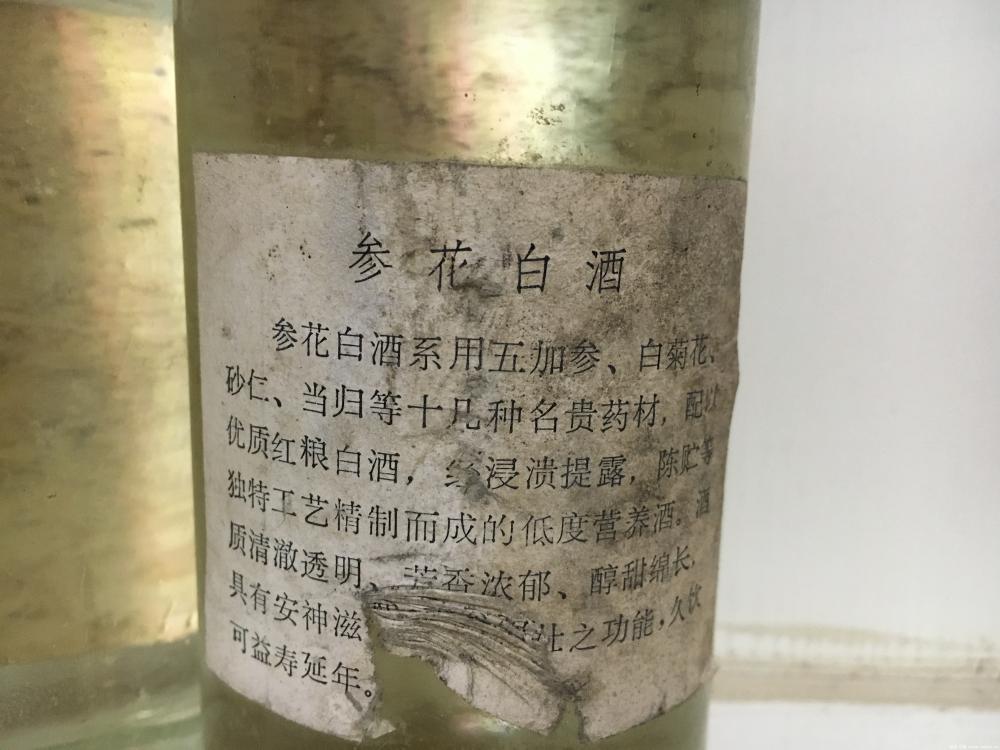 参花白酒
参花白酒系用五加参、白菊花、
砂仁、当归等十几种名贵药材，配以
优质红粮白酒，经浸渍提露，陈贮等
独特工艺精制而成的低度营养酒。酒
质清澈透明、芳香浓郁、醇甜绵长，
具有安神滋 之功能，久饮
可益寿延年。